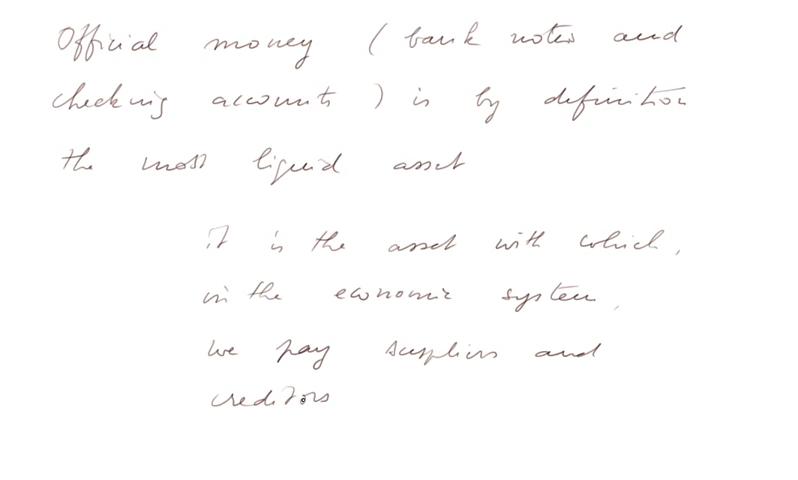 Official money ( bank notes and
checking accounts ) is by definition
the most liquid asset
it is the asset with which,
in the economic system,
we pay suppliers and
creditors